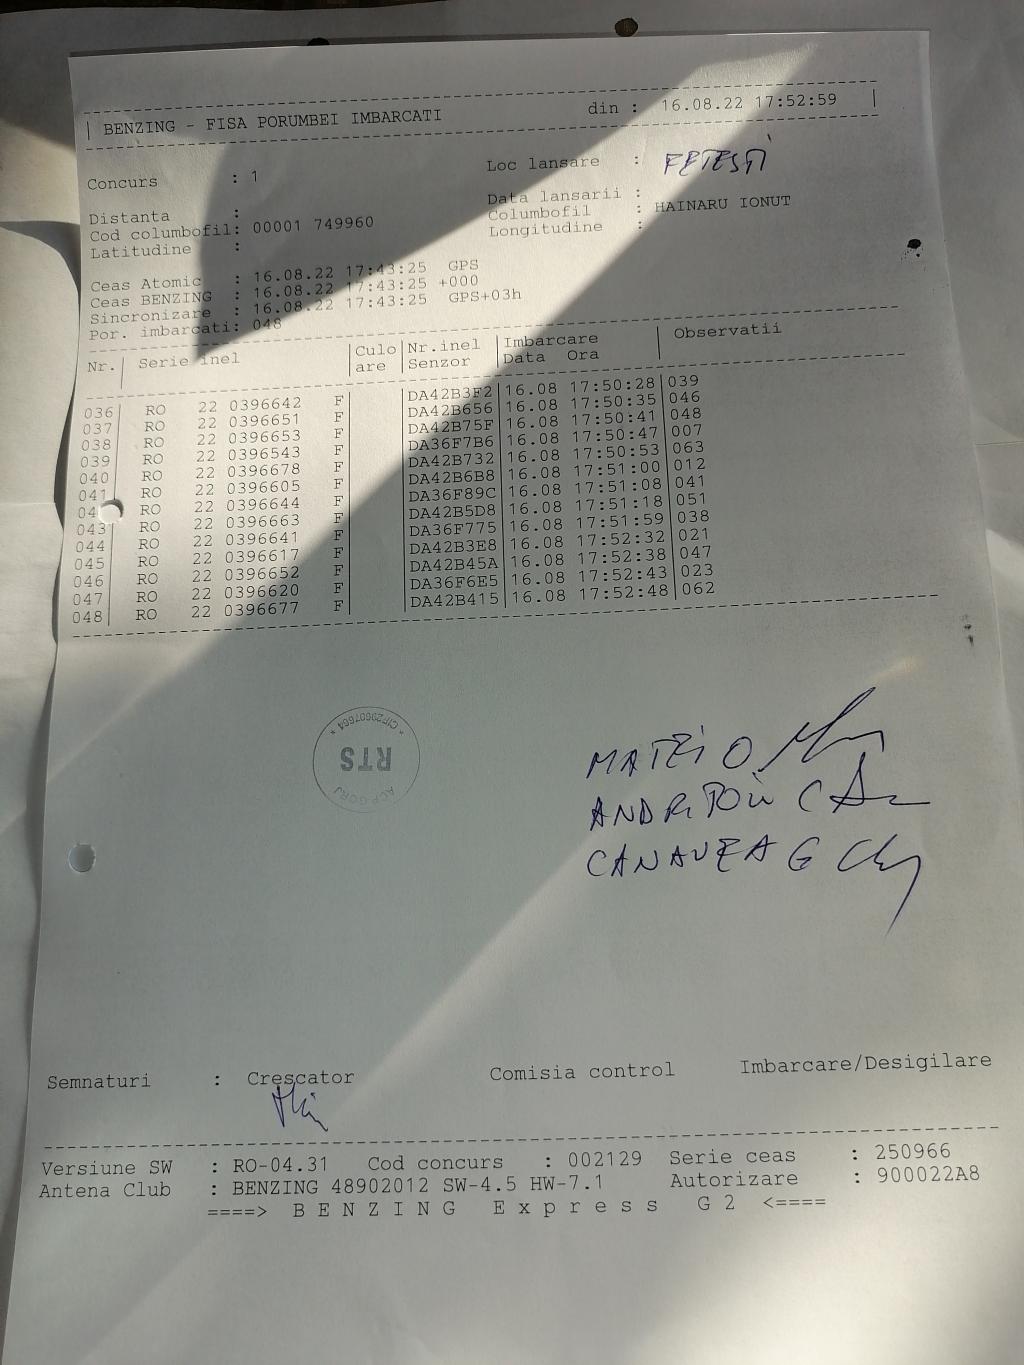 BENZING - FISA PORUMBEI IMBARCATI din : 16.08.22 17:52:59
Concurs : 1 Loc lansare : FETESTI
Data lansarii :
Distanta : Columbofil : HAINARU IONUT
Cod columbofil: 00001 749960 Longitudine :
Latitudine :
Ceas Atomic : 16.08.22 17:43:25 GPS
Ceas BENZING : 16.08.22 17:43:25 +000
Sincronizare : 16.08.22 17:43:25 GPS+03h
Por. imbarcati: 048
Nr. Serie inel Culo Nr.inel Imbarcare Observatii
are Senzor Data Ora
036 RO 22 0396642 F DA42B3F2 16.08 17:50:28 039
037 RO 22 0396651 F DA42B656 16.08 17:50:35 046
038 RO 22 0396653 F DA42B75F 16.08 17:50:41 048
039 RO 22 0396543 F DA36F7B6 16.08 17:50:47 007
040 RO 22 0396678 F DA42B732 16.08 17:50:53 063
041 RO 22 0396605 F DA42B6B8 16.08 17:51:00 012
04 RO 22 0396644 F DA36F89C 16.08 17:51:08 041
043 RO 22 0396663 F DA42B5D8 16.08 17:51:18 051
044 RO 22 0396641 F DA36F775 16.08 17:51:59 038
045 RO 22 0396617 F DA42B3E8 16.08 17:52:32 021
046 RO 22 0396652 F DA42B45A 16.08 17:52:38 047
047 RO 22 0396620 F DA36F6E5 16.08 17:52:43 023
048 RO 22 0396677 F DA42B415 16.08 17:52:48 062
ACP GORJ
RTS
* CIF29607664 *
MATEI O
ANDRITOIU C
CANAVEA G
Semnaturi : Crescator Comisia control Imbarcare/Desigilare
Versiune SW : RO-04.31 Cod concurs : 002129 Serie ceas : 250966
Antena Club : BENZING 48902012 SW-4.5 HW-7.1 Autorizare : 900022A8
====> B E N Z I N G E x p r e s s G 2 <====